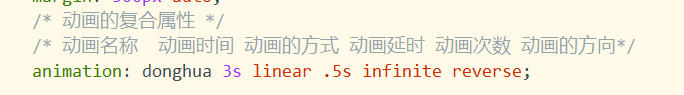 /* 动画的复合属性 */
/* 动画名称  动画时间 动画的方式 动画延时 动画次数 动画的方向*/
animation: donghua 3s linear .5s infinite reverse;